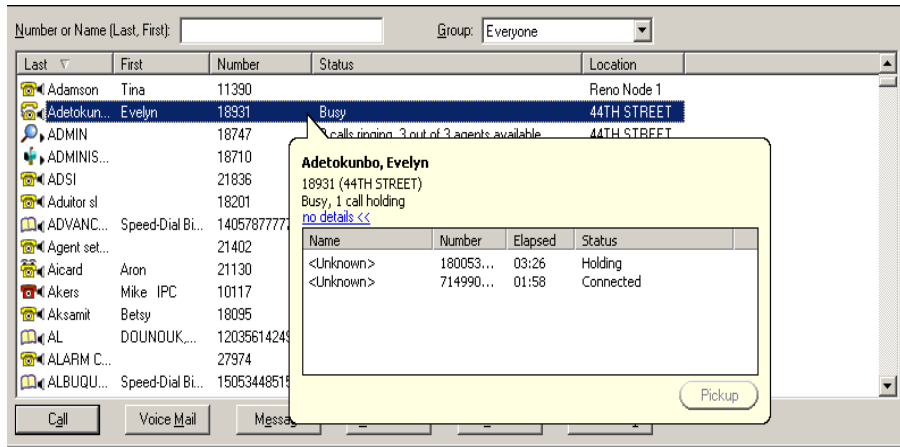 Number or Name (Last, First): Group: Everyone
Last First Number Status Location
Adamson Tina 11390 Reno Node 1
Adetokun... Evelyn 18931 Busy 44TH STREET
ADMIN 18747 calls ringing, 3 out of 3 agents available 44TH STREET
ADMINIS... 18710
ADSI 21836
Aduitor sl 18201
ADVANC... Speed-Dial Bi... 14057877777
Agent set... 21402
Aicard Aron 21130
Akers Mike IPC 10117
Aksamit Betsy 18095
AL DOUNOUK,... 12035614249
ALARM C... 27974
ALBUQU... Speed-Dial Bi... 15053448515
Call Voice Mail Messag
Adetokunbo, Evelyn
18931 (44TH STREET)
Busy, 1 call holding
no details <<
Name Number Elapsed Status
<Unknown> 180053... 03:26 Holding
<Unknown> 714990... 01:58 Connected
Pickup